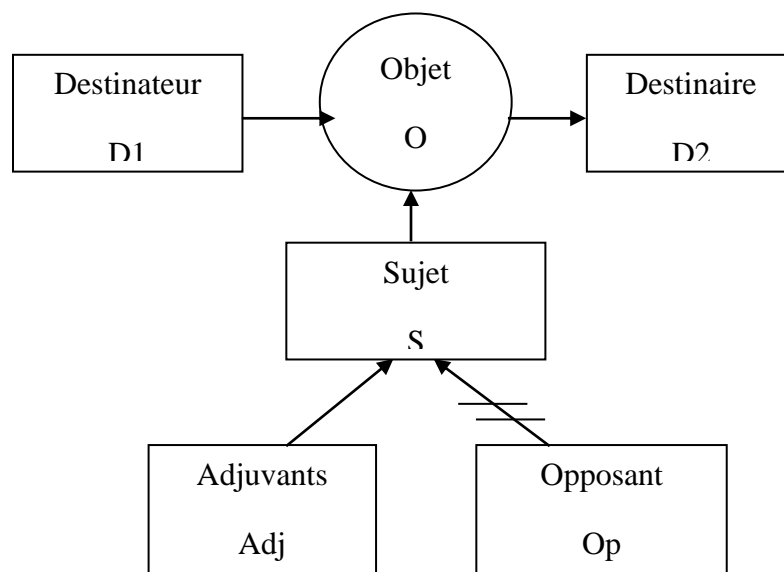 Destinateur
D1
Objet
O
Destinaire
D2
Sujet
S
Adjuvants
Adj
Opposant
Op